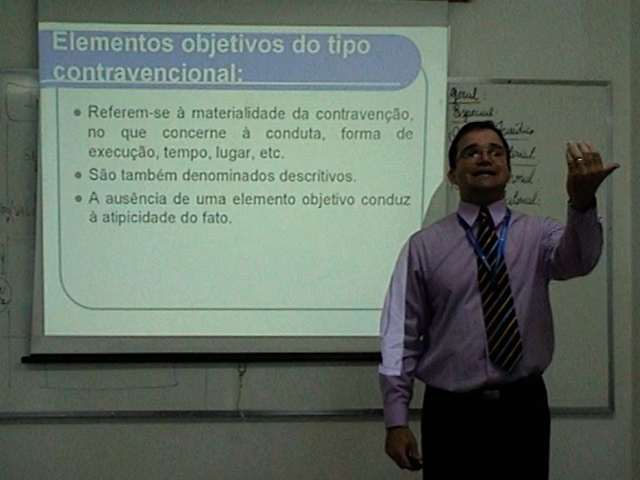 Elementos objetivos do tipo
contravencional:
Referem-se à materialidade da contravenção,
no que concerne à conduta, forma de
execução, tempo, lugar, etc.
São também denominados descritivos.
A ausência de uma elemento objetivo conduz
à atipicidade do fato.
Geral:
Especial: